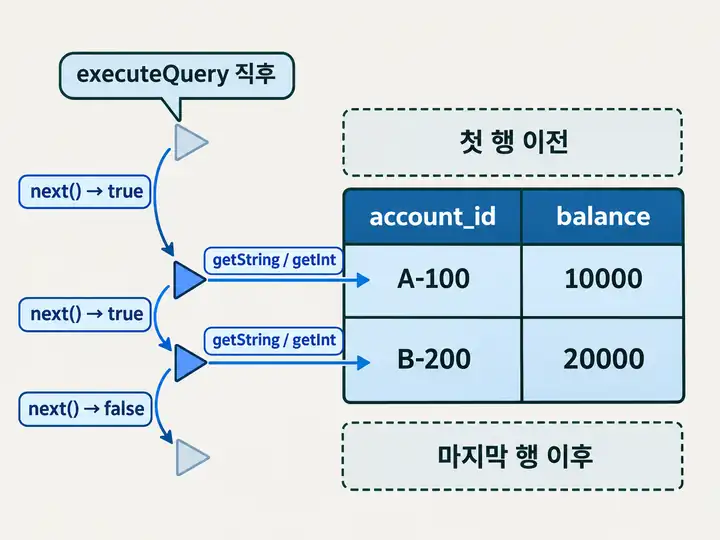 executeQuery 직후
첫 행 이전
next() → true
account_id balance
getString / getInt
A-100 10000
next() → true
getString / getInt
B-200 20000
next() → false
마지막 행 이후